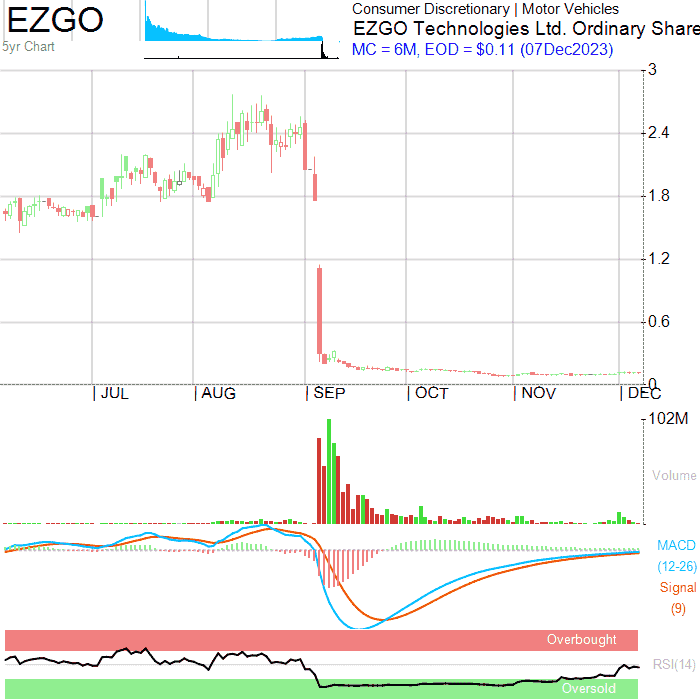 EZGO
Consumer Discretionary | Motor Vehicles
EZGO Technologies Ltd. Ordinary Share
5yr Chart
MC = 6M, EOD = $0.11 (07Dec2023)
3
2.4
1.8
1.2
0.6
0
JUL
AUG
SEP
OCT
NOV
DEC
102M
Volume
MACD
(12-26)
Signal
(9)
Overbought
RSI(14)
Oversold